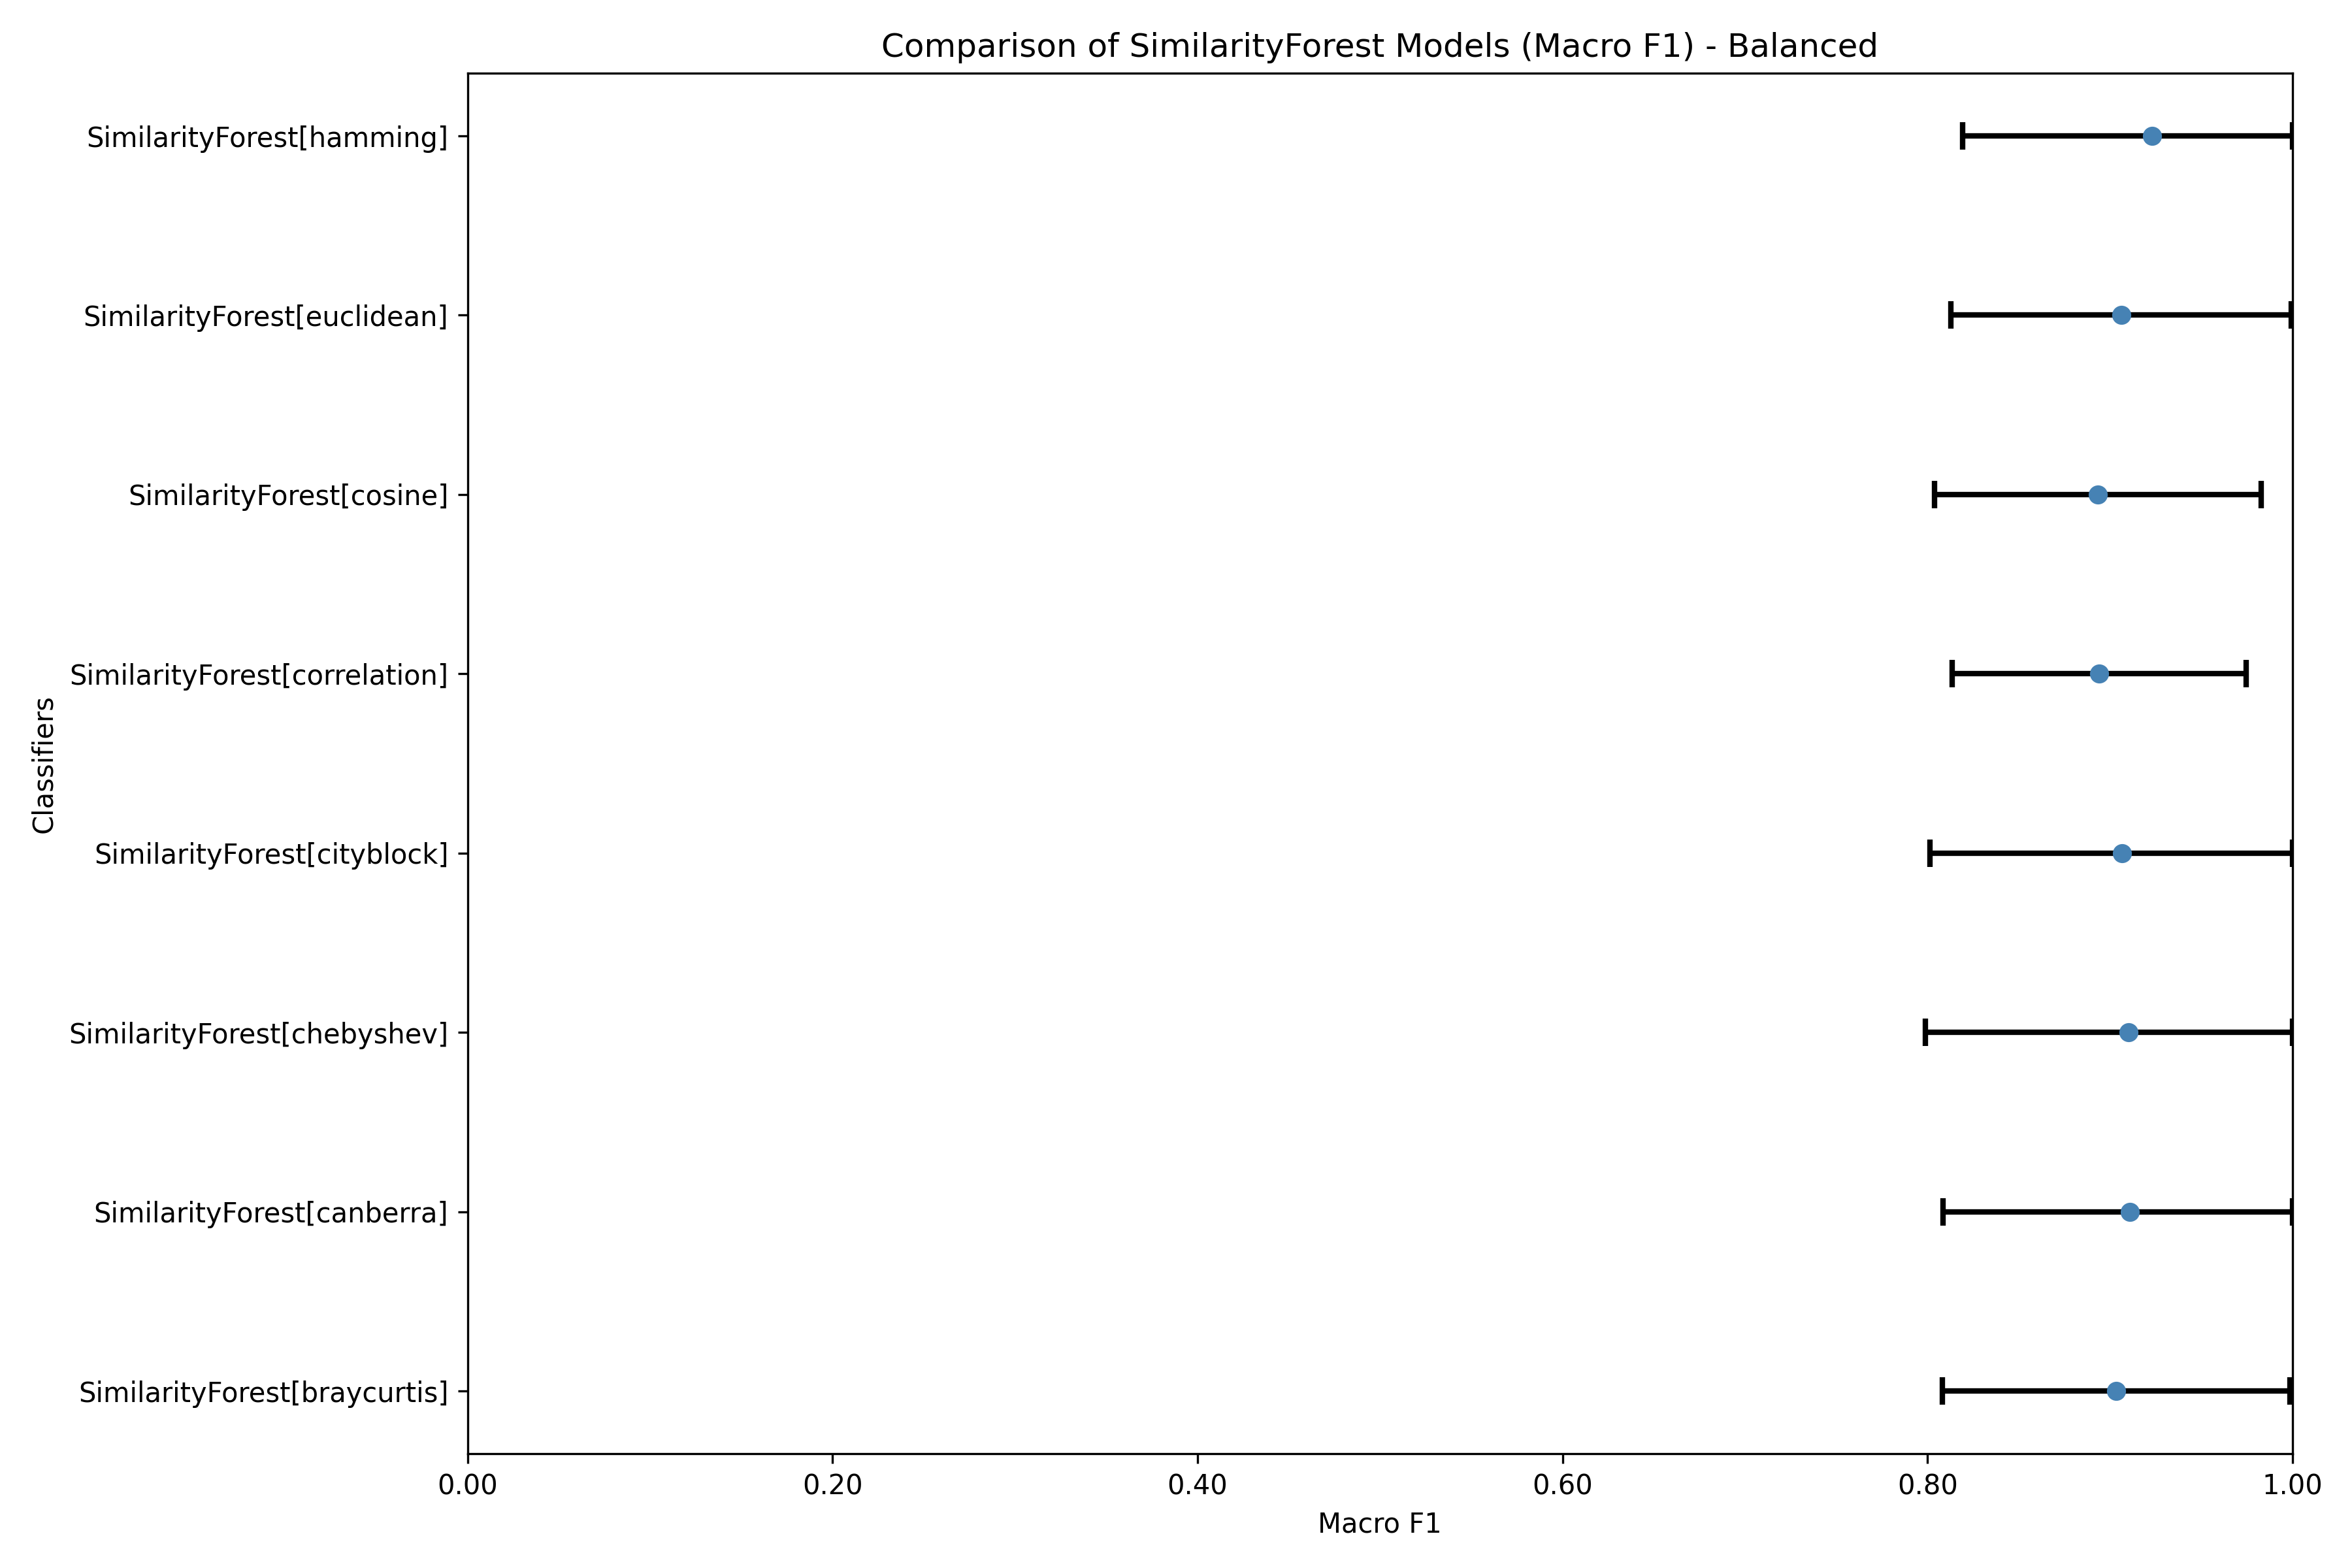 Comparison of SimilarityForest Models (Macro F1) - Balanced
SimilarityForest[hamming]
SimilarityForest[euclidean]
SimilarityForest[cosine]
SimilarityForest[correlation]
SimilarityForest[cityblock]
SimilarityForest[chebyshev]
SimilarityForest[canberra]
SimilarityForest[braycurtis]
Classifiers
0.00 0.20 0.40 0.60 0.80 1.00
Macro F1